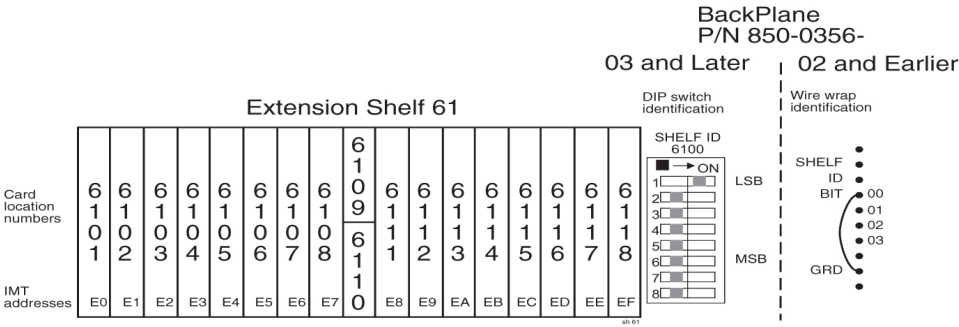 BackPlane
P/N 850-0356-
03 and Later
02 and Earlier
Extension Shelf 61
DIP switch
identification
Wire wrap
identification
SHELF ID
6100
ON
Card
location
numbers
6101
6102
6103
6104
6105
6106
6107
6108
6109
6110
6111
6112
6113
6114
6115
6116
6117
6118
IMT
addresses
E0 E1 E2 E3 E4 E5 E6 E7 E8 E9 EA EB EC ED EE EF
1
2
3
4
5
6
7
8
LSB
MSB
SHELF
ID
BIT
00
01
02
03
GRD
sh 61